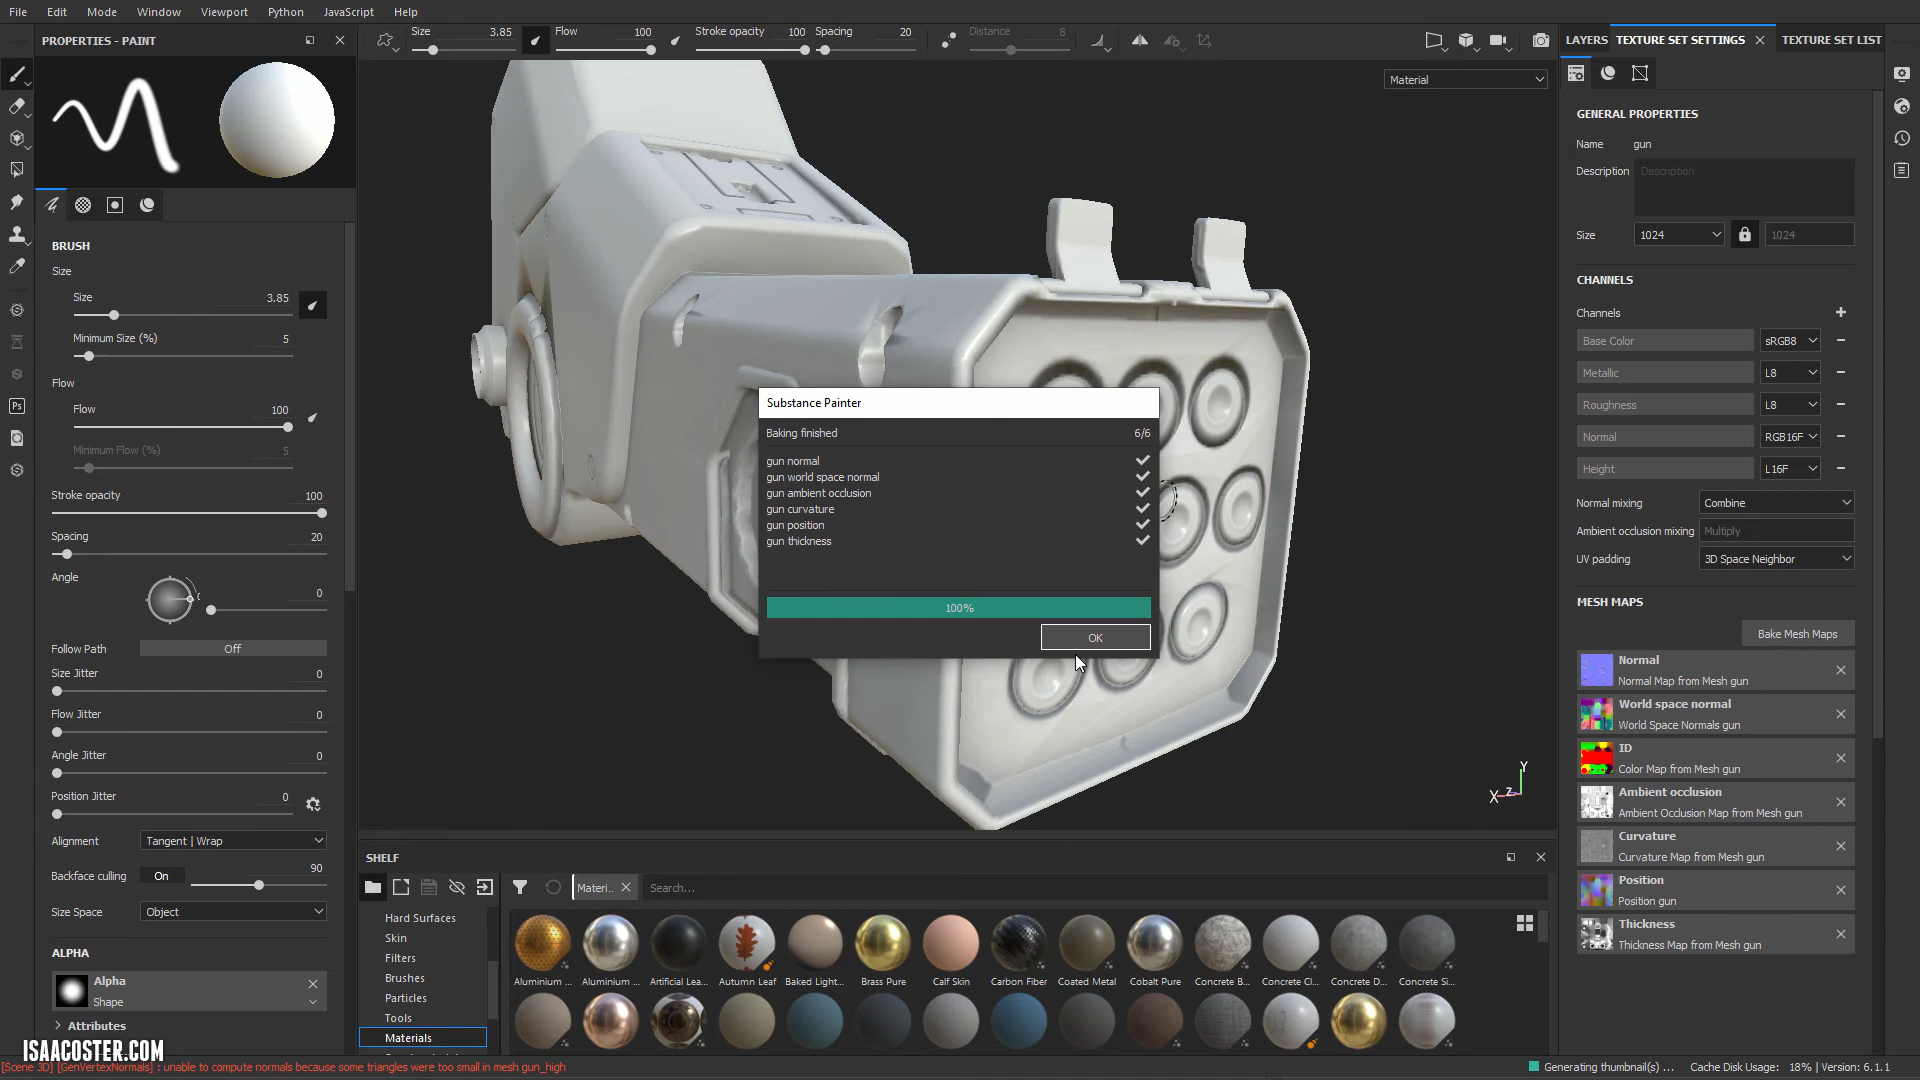 File Edit Mode Window Viewport Python JavaScript Help
PROPERTIES - PAINT
Size 3.85 Flow 100 Stroke opacity 100 Spacing 20 Distance 8
Material
BRUSH
Size
Size 3.85
Minimum Size (%) 5
Flow
Flow 100
Minimum Flow (%) 5
Stroke opacity 100
Spacing 20
Angle 0
Follow Path Off
Size Jitter 0
Flow Jitter 0
Angle Jitter 0
Position Jitter 0
Alignment Tangent | Wrap
Backface culling On 90
Size Space Object
ALPHA
Alpha
Shape
Attributes
ISAACOSTER.COM
[Scene 3D] [GenVertexNormals] : unable to compute normals because some triangles were too small in mesh gun_high
Substance Painter
Baking finished 6/6
gun normal
gun world space normal
gun ambient occlusion
gun curvature
gun position
gun thickness
100%
OK
Y
X Z
SHELF
Materi.. Search...
Hard Surfaces
Skin
Filters
Brushes
Particles
Tools
Materials
Aluminium ... Aluminium ... Artificial Lea... Autumn Leaf Baked Light... Brass Pure Calf Skin Carbon Fiber Coated Metal Cobalt Pure Concrete B... Concrete Cl... Concrete D... Concrete Si...
LAYERS TEXTURE SET SETTINGS TEXTURE SET LIST
GENERAL PROPERTIES
Name gun
Description Description
Size 1024 1024
CHANNELS
Channels
Base Color sRGB8
Metallic L8
Roughness L8
Normal RGB16F
Height L16F
Normal mixing Combine
Ambient occlusion mixing Multiply
UV padding 3D Space Neighbor
MESH MAPS
Bake Mesh Maps
Normal
Normal Map from Mesh gun
World space normal
World Space Normals gun
ID
Color Map from Mesh gun
Ambient occlusion
Ambient Occlusion Map from Mesh gun
Curvature
Curvature Map from Mesh gun
Position
Position gun
Thickness
Thickness Map from Mesh gun
Generating thumbnail(s) ... Cache Disk Usage: 18% | Version: 6.1.1